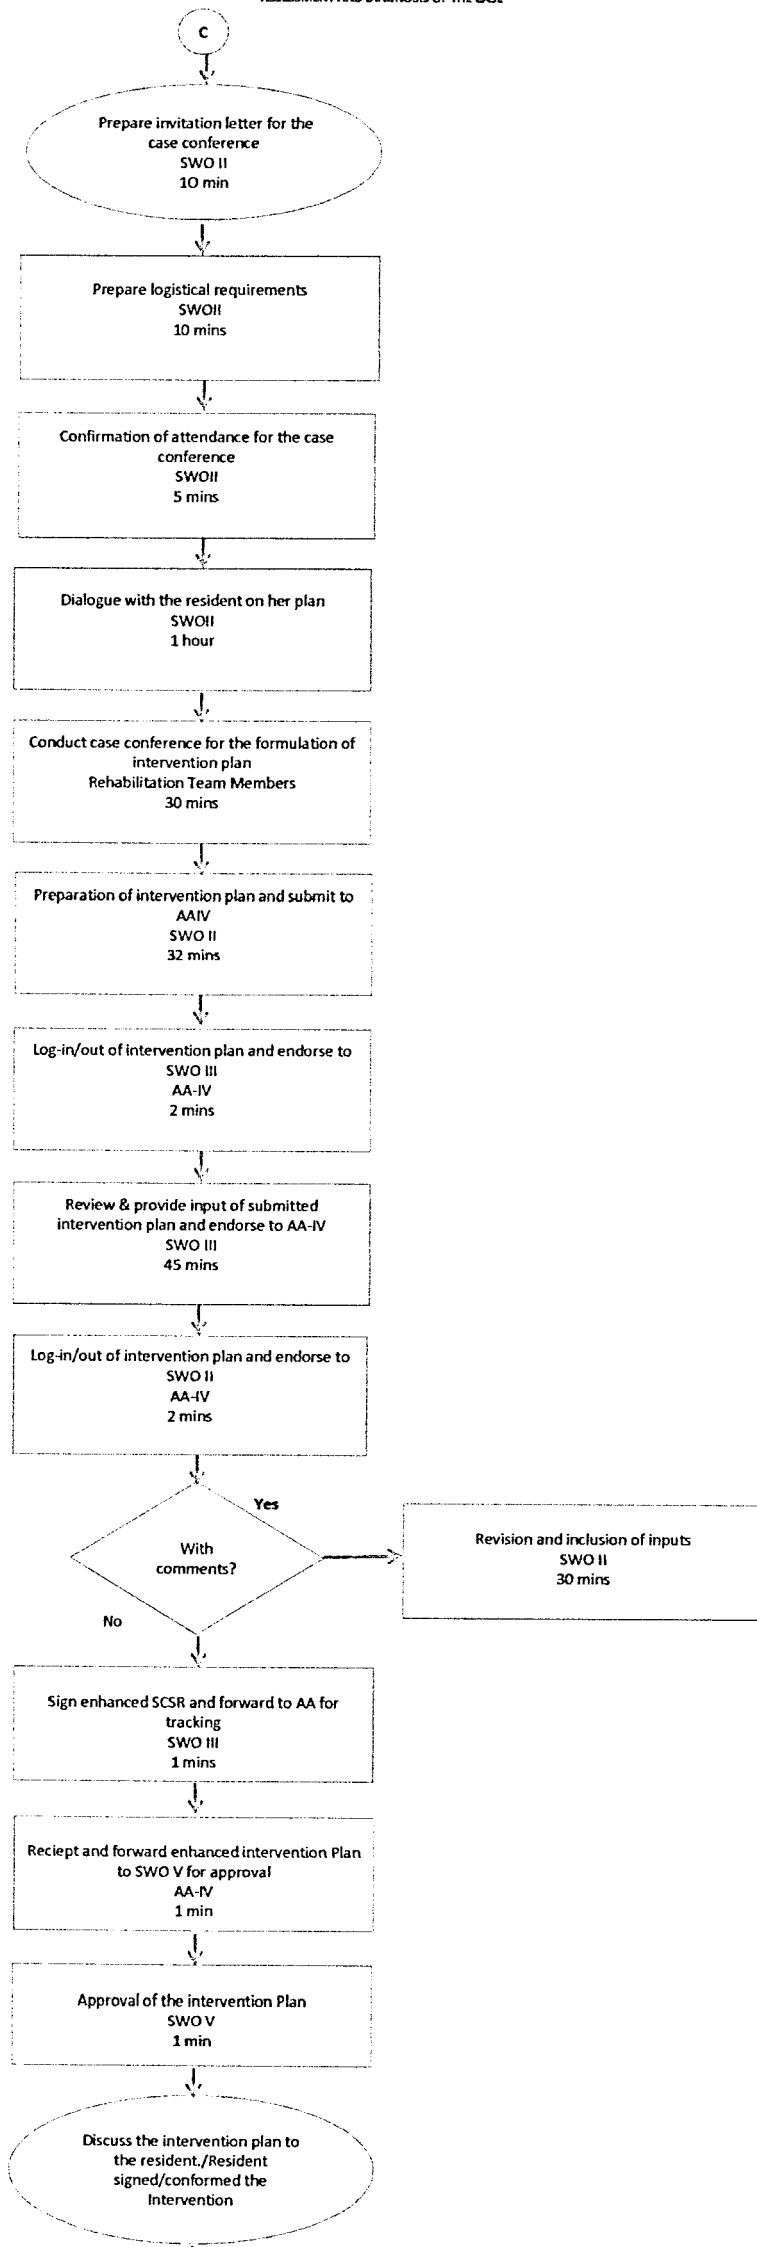 ASSESSMENT AND DIAGNOSIS OF THE CASE
C
Prepare invitation letter for the
case conference
SWO II
10 min
Prepare logistical requirements
SWOII
10 mins
Confirmation of attendance for the case
conference
SWOII
5 mins
Dialogue with the resident on her plan
SWOII
1 hour
Conduct case conference for the formulation of
intervention plan
Rehabilitation Team Members
30 mins
Preparation of intervention plan and submit to
AAIV
SWO II
32 mins
Log-in/out of intervention plan and endorse to
SWO III
AA-IV
2 mins
Review & provide input of submitted
intervention plan and endorse to AA-IV
SWO III
45 mins
Log-in/out of intervention plan and endorse to
SWO II
AA-IV
2 mins
Yes
With
comments?
Revision and inclusion of inputs
SWO II
30 mins
No
Sign enhanced SCSR and forward to AA for
tracking
SWO III
1 mins
Reciept and forward enhanced intervention Plan
to SWO V for approval
AA-IV
1 min
Approval of the intervention Plan
SWO V
1 min
Discuss the intervention plan to
the resident./Resident
signed/conformed the
Intervention